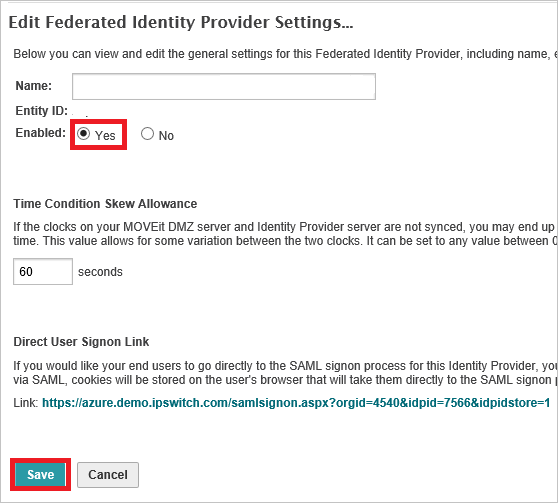 Edit Federated Identity Provider Settings...
Below you can view and edit the general settings for this Federated Identity Provider, including name, e
Name:
Entity ID:
Enabled: Yes No
Time Condition Skew Allowance
If the clocks on your MOVEit DMZ server and Identity Provider server are not synced, you may end up
time. This value allows for some variation between the two clocks. It can be set to any value between 0
60 seconds
Direct User Signon Link
If you would like your end users to go directly to the SAML signon process for this Identity Provider, you
via SAML, cookies will be stored on the user's browser that will take them directly to the SAML signon p
Link: https://azure.demo.ipswitch.com/samlsignon.aspx?orgid=4540&idpid=7566&idpidstore=1
Save Cancel